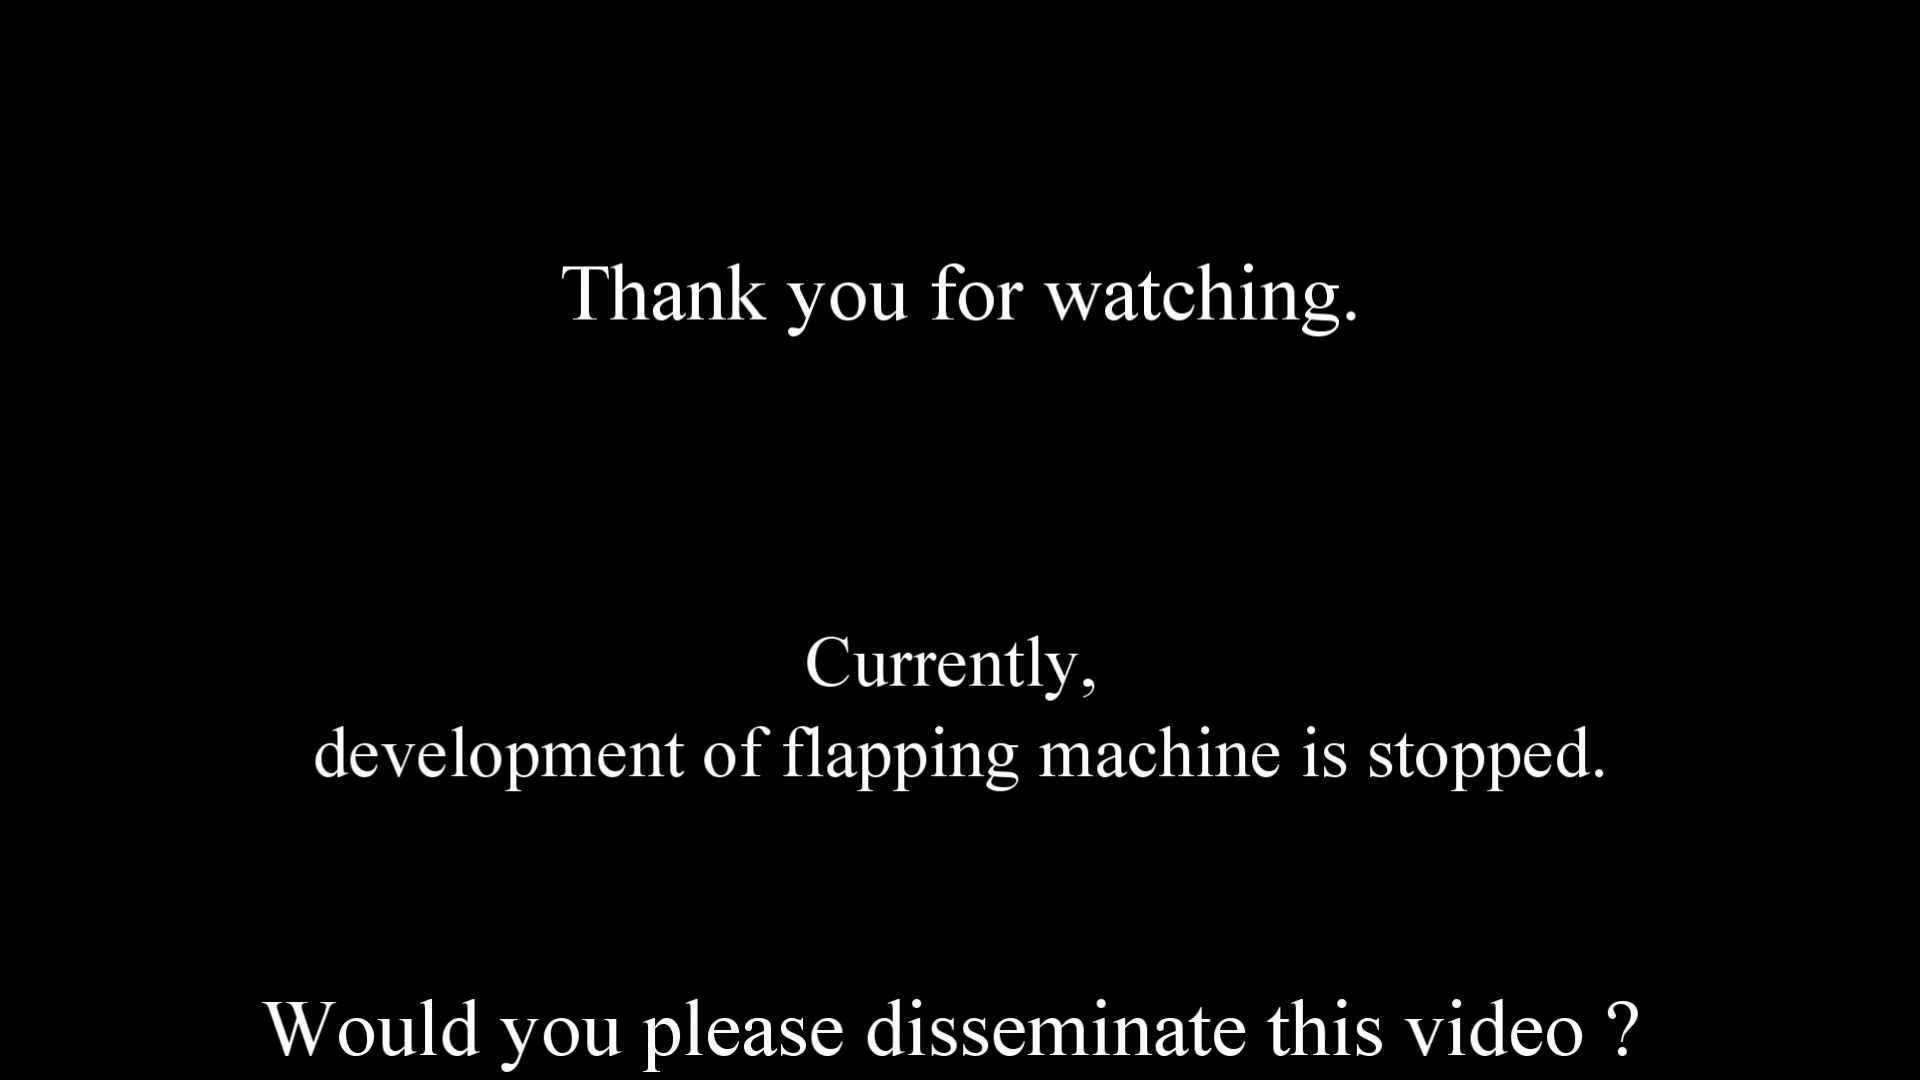 Thank you for watching.
Currently,
development of flapping machine is stopped.
Would you please disseminate this video ?